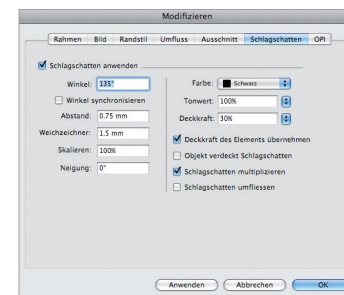 Modifizieren
Rahmen Bild Randstil Umfluss Ausschnitt Schlagschatten OPI
Schlagschatten anwenden
Winkel: 135°
Winkel synchronisieren
Abstand: 0.75 mm
Weichzeichner: 1.5 mm
Skalieren: 100%
Neigung: 0°
Farbe: Schwarz
Tonwert: 100%
Deckkraft: 30%
Deckkraft des Elements übernehmen
Objekt verdeckt Schlagschatten
Schlagschatten multiplizieren
Schlagschatten umfliessen
Anwenden Abbrechen OK